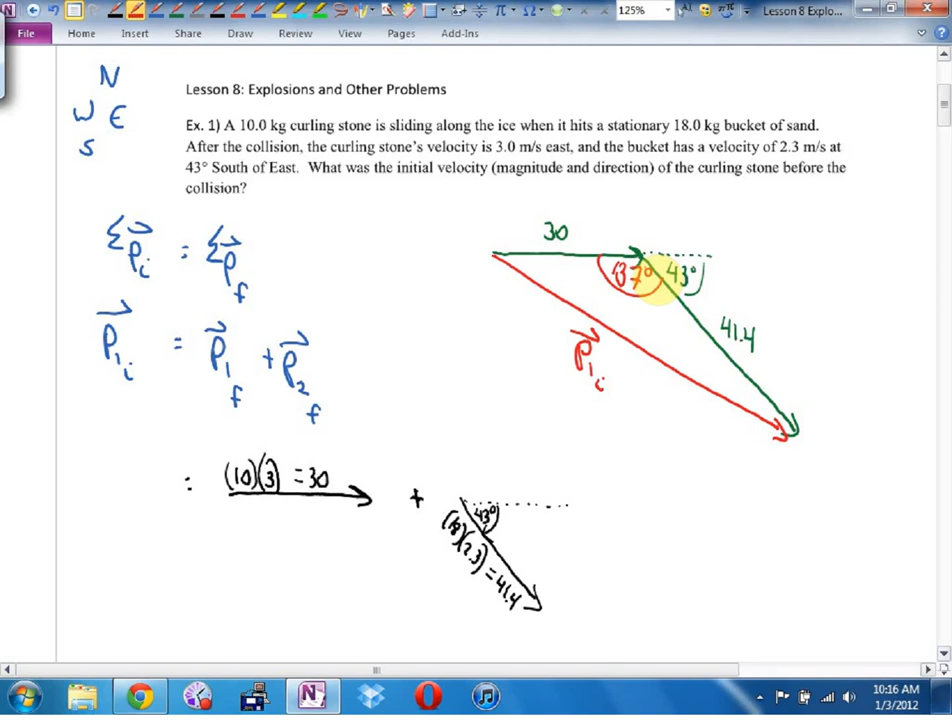 125%
Lesson 8 Explo...
File Home Insert Share Draw Review View Pages Add-Ins
N
W E
S
Lesson 8: Explosions and Other Problems
Ex. 1) A 10.0 kg curling stone is sliding along the ice when it hits a stationary 18.0 kg bucket of sand.
After the collision, the curling stone's velocity is 3.0 m/s east, and the bucket has a velocity of 2.3 m/s at
43° South of East.  What was the initial velocity (magnitude and direction) of the curling stone before the
collision?
Σp⃗i = Σp⃗f
p⃗1i = p⃗1f + p⃗2f
30
137° 43°
41.4
p⃗1i
= (10)(3) = 30 +
43°
(18)(2.3) = 41.4
10:16 AM
1/3/2012